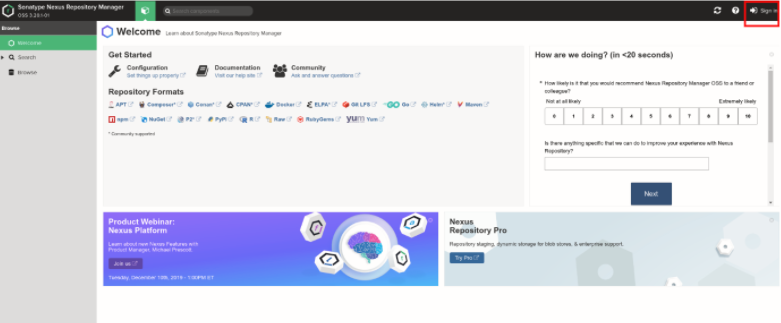 Sonatype Nexus Repository Manager
OSS 3.20.1-01
Search components
Sign in
Browse
Welcome
Search
Browse
Welcome Learn about Sonatype Nexus Repository Manager
Get Started
Configuration
Set things up properly
Documentation
Visit our help site
Community
Ask and answer questions
Repository Formats
APT Composer* Conan* CPAN* Docker ELPA* Git LFS Go Helm* Maven
npm NuGet P2* PyPI R Raw RubyGems Yum
* Community supported
How are we doing? (in <20 seconds)
* How likely is it that you would recommend Nexus Repository Manager OSS to a friend or
colleague?
Not at all likely Extremely likely
0 1 2 3 4 5 6 7 8 9 10
Is there anything specific that we can do to improve your experience with Nexus
Repository?
Next
Product Webinar:
Nexus Platform
Learn about new Nexus Features with
Product Manager, Michael Prescott
Join us
Tuesday, December 10th, 2019 - 1:00PM ET
Nexus
Repository Pro
Repository staging, dynamic storage for blob stores, & enterprise support.
Try Pro